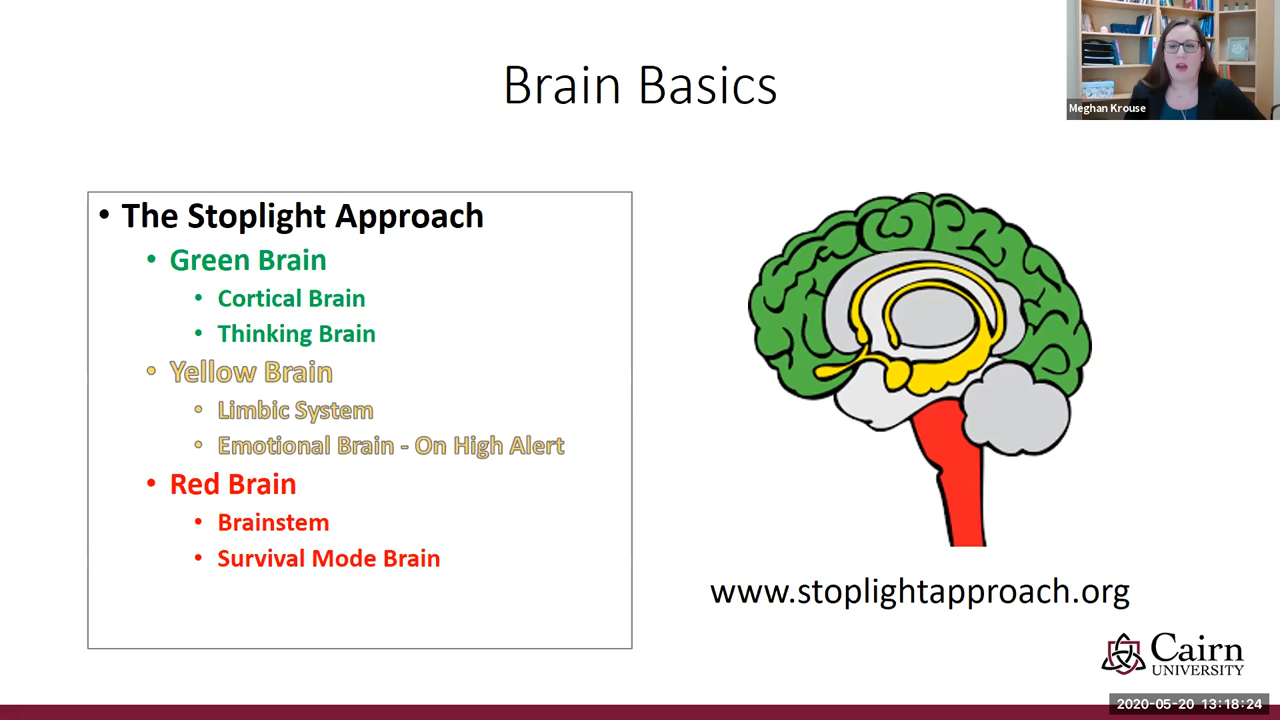 Brain Basics
Meghan Krouse
• The Stoplight Approach
• Green Brain
• Cortical Brain
• Thinking Brain
• Yellow Brain
• Limbic System
• Emotional Brain - On High Alert
• Red Brain
• Brainstem
• Survival Mode Brain
www.stoplightapproach.org
Cairn
UNIVERSITY
2020-05-20 13:18:24